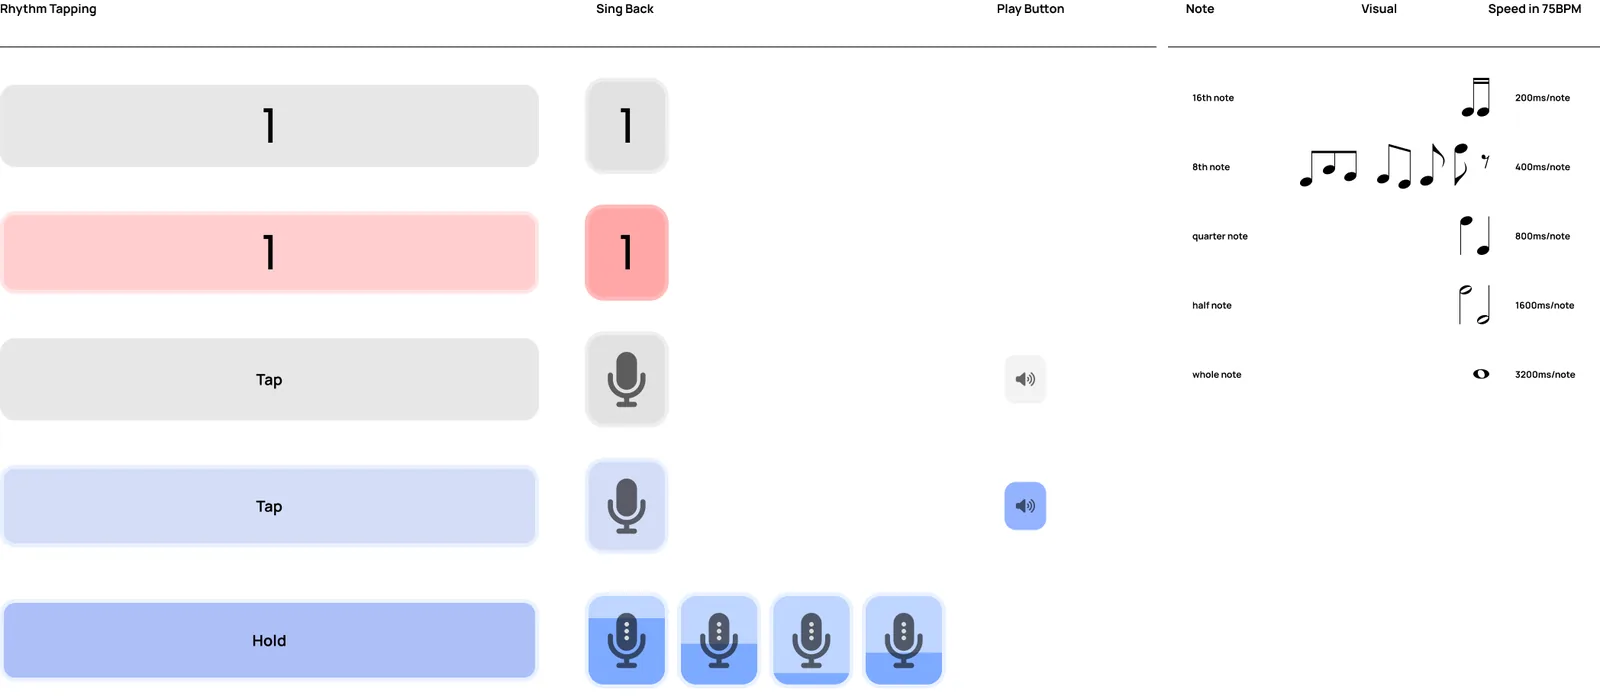 Rhythm Tapping
Sing Back
Play Button
1
1
1
1
Tap
Tap
Hold
Note
Visual
Speed in 75BPM
16th note
200ms/note
8th note
400ms/note
quarter note
800ms/note
half note
1600ms/note
whole note
3200ms/note